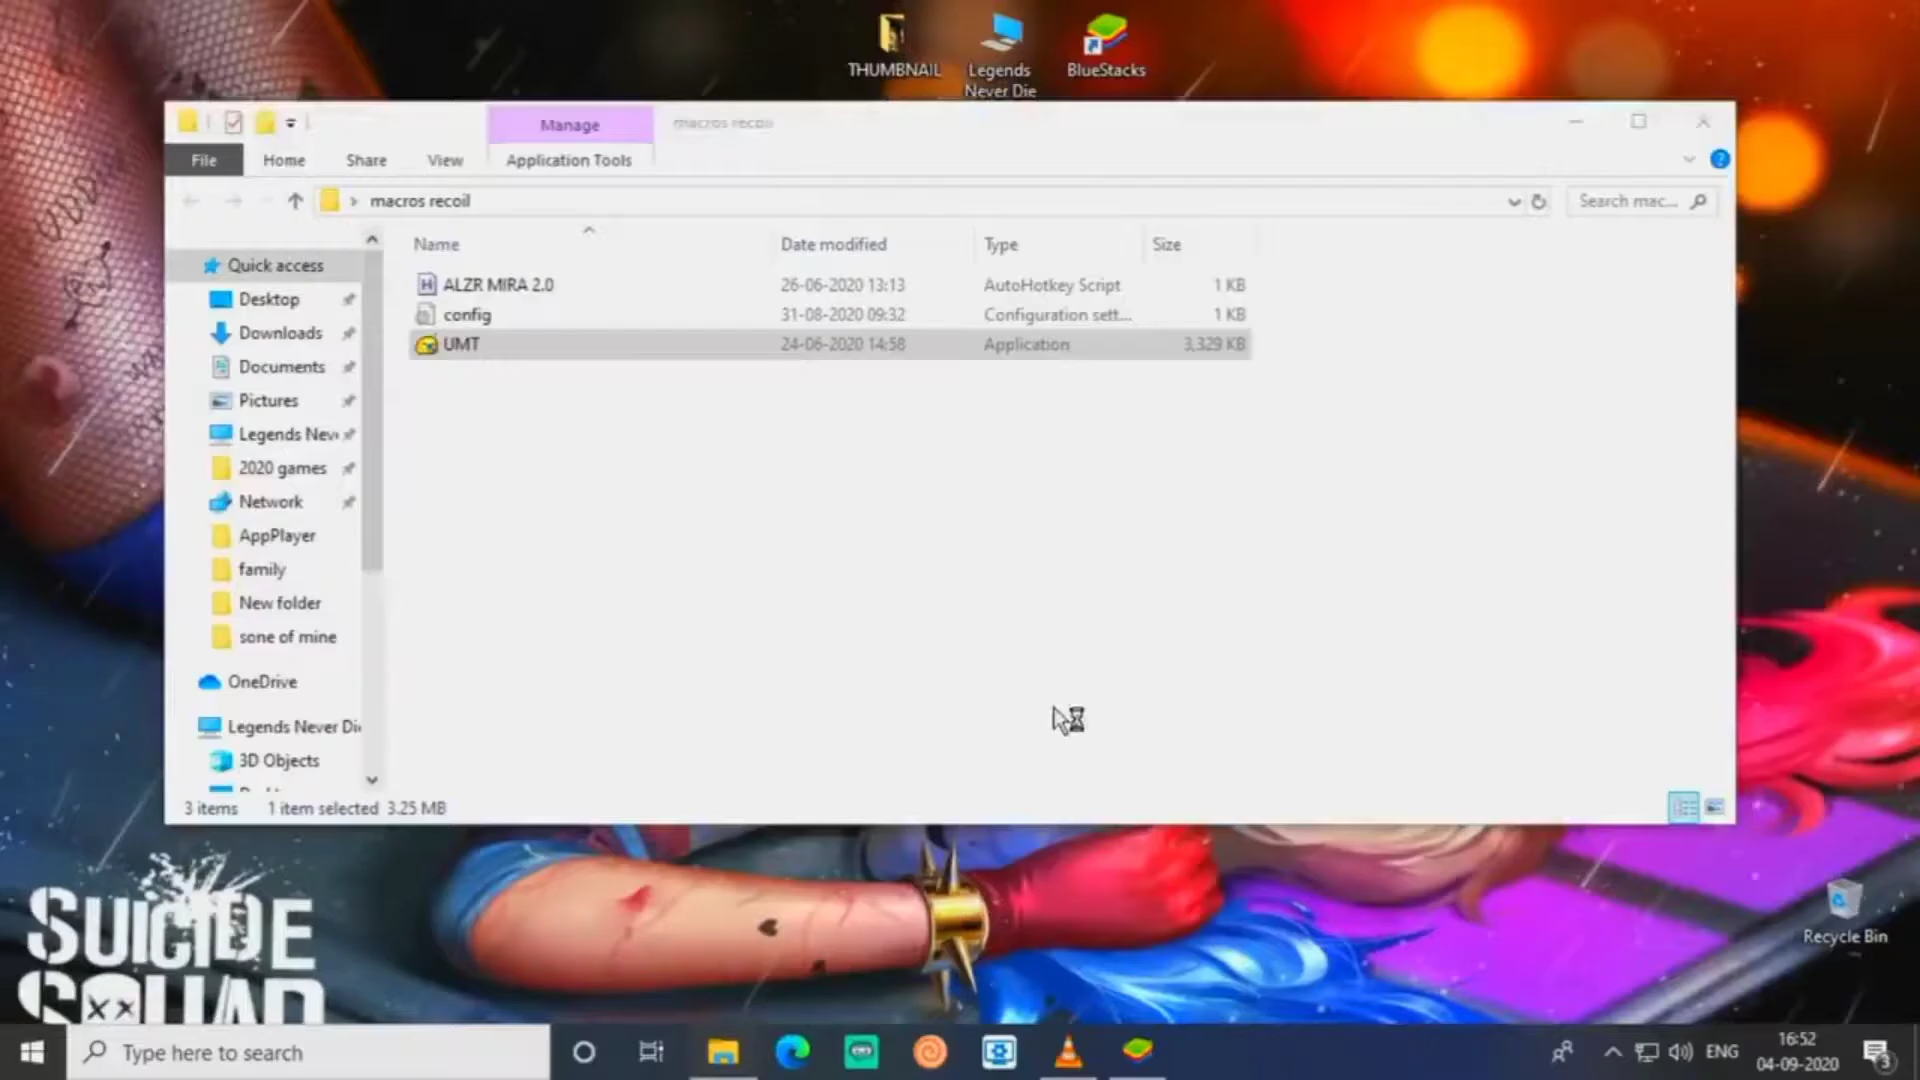 THUMBNAIL
Legends
Never Die
BlueStacks
Manage
macros recoil
File
Home
Share
View
Application Tools
macros recoil
Search mac...
Name
Date modified
Type
Size
Quick access
ALZR MIRA 2.0
26-06-2020 13:13
AutoHotkey Script
1 KB
Desktop
config
31-08-2020 09:32
Configuration sett...
1 KB
Downloads
UMT
24-06-2020 14:58
Application
3,329 KB
Documents
Pictures
Legends Nev
2020 games
Network
AppPlayer
family
New folder
sone of mine
OneDrive
Legends Never Di
3D Objects
3 items
1 item selected
3.25 MB
SUICIDE
SQUAD
Recycle Bin
Type here to search
ENG
16:52
04-09-2020
3